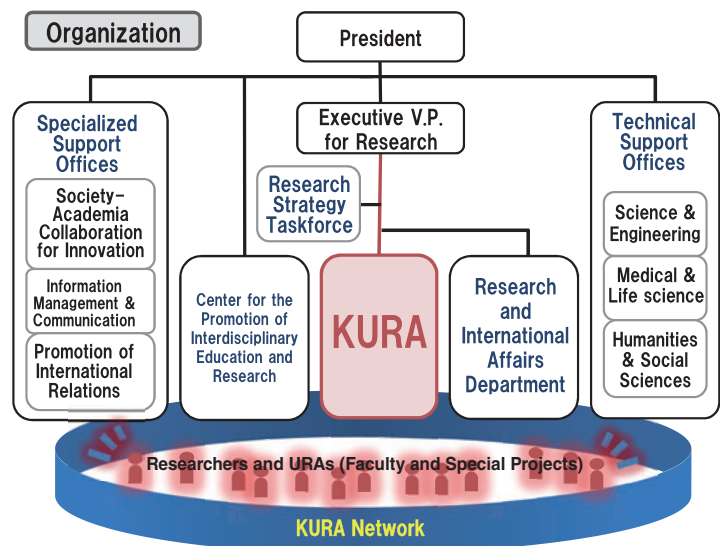 Organization
President
Executive V.P.
for Research
Specialized
Support
Offices
Society-
Academia
Collaboration
for Innovation
Information
Management &
Communication
Promotion of
International
Relations
Research
Strategy
Taskforce
Center for the
Promotion of
Interdisciplinary
Education and
Research
KURA
Research
and
International
Affairs
Department
Technical
Support
Offices
Science &
Engineering
Medical &
Life science
Humanities
& Social
Sciences
Researchers and URAs (Faculty and Special Projects)
KURA Network